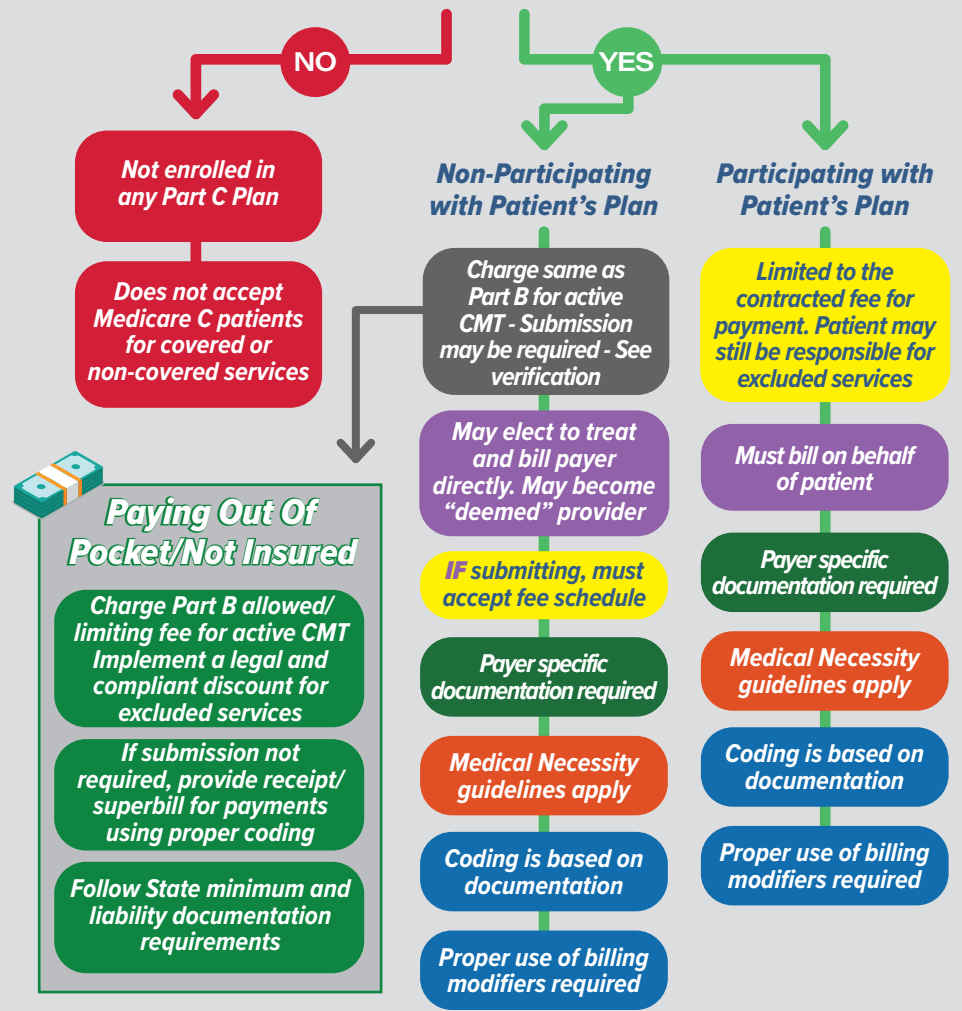 NO
YES
Not enrolled in
any Part C Plan
Does not accept
Medicare C patients
for covered or
non-covered services
Non-Participating
with Patient's Plan
Charge same as
Part B for active
CMT - Submission
may be required - See
verification
May elect to treat
and bill payer
directly. May become
“deemed” provider
IF submitting, must
accept fee schedule
Payer specific
documentation required
Medical Necessity
guidelines apply
Coding is based on
documentation
Proper use of billing
modifiers required
Participating with
Patient's Plan
Limited to the
contracted fee for
payment. Patient may
still be responsible for
excluded services
Must bill on behalf
of patient
Payer specific
documentation required
Medical Necessity
guidelines apply
Coding is based on
documentation
Proper use of billing
modifiers required
Paying Out Of
Pocket/Not Insured
Charge Part B allowed/
limiting fee for active CMT
Implement a legal and
compliant discount for
excluded services
If submission not
required, provide receipt/
superbill for payments
using proper coding
Follow State minimum and
liability documentation
requirements